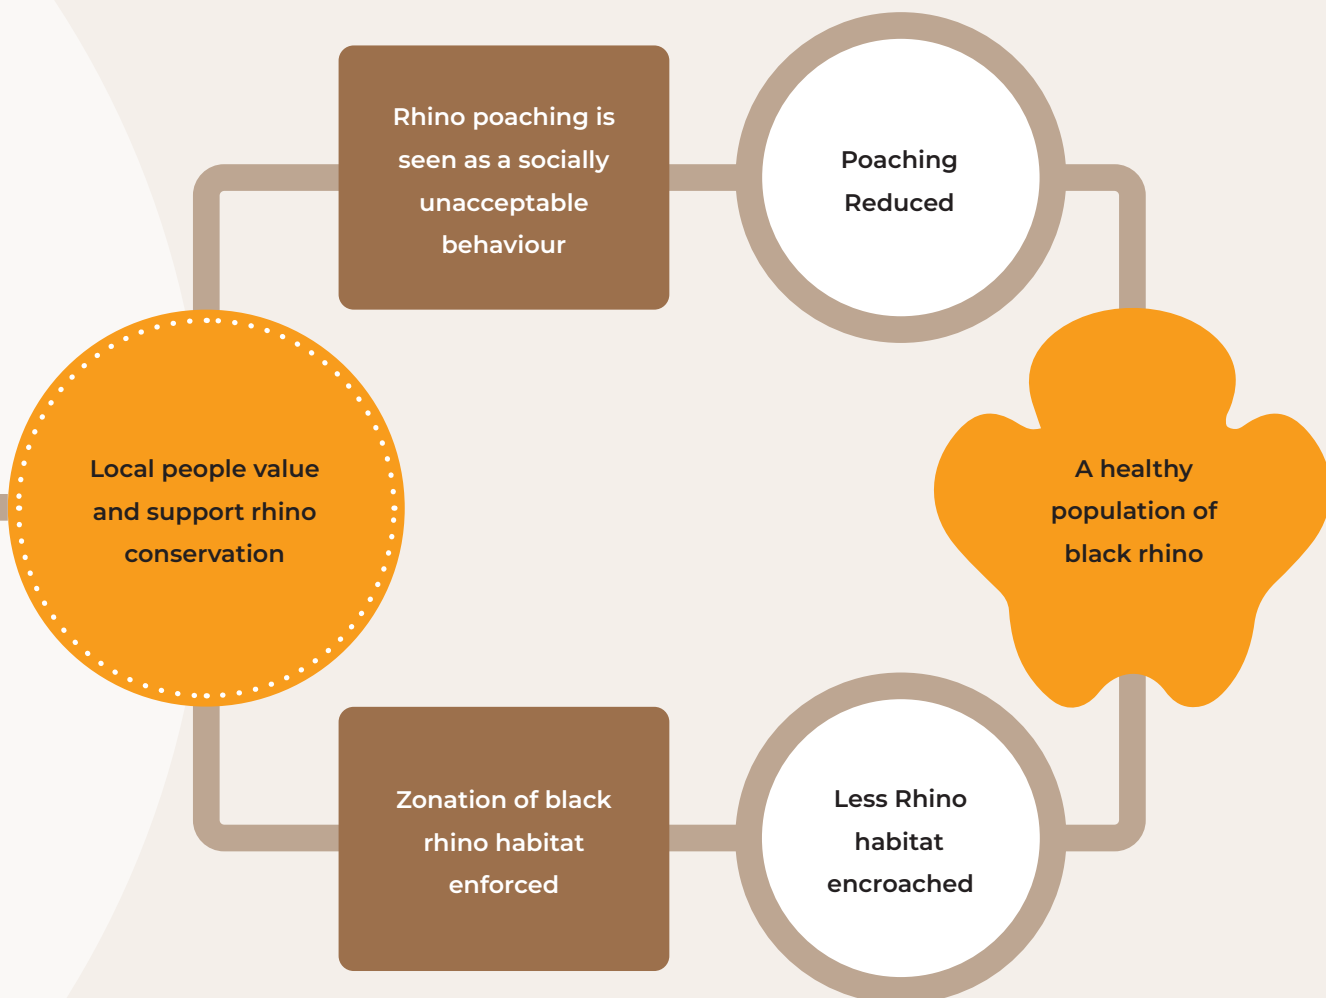 Rhino poaching is
seen as a socially
unacceptable
behaviour
Poaching
Reduced
Local people value
and support rhino
conservation
A healthy
population of
black rhino
Zonation of black
rhino habitat
enforced
Less Rhino
habitat
encroached